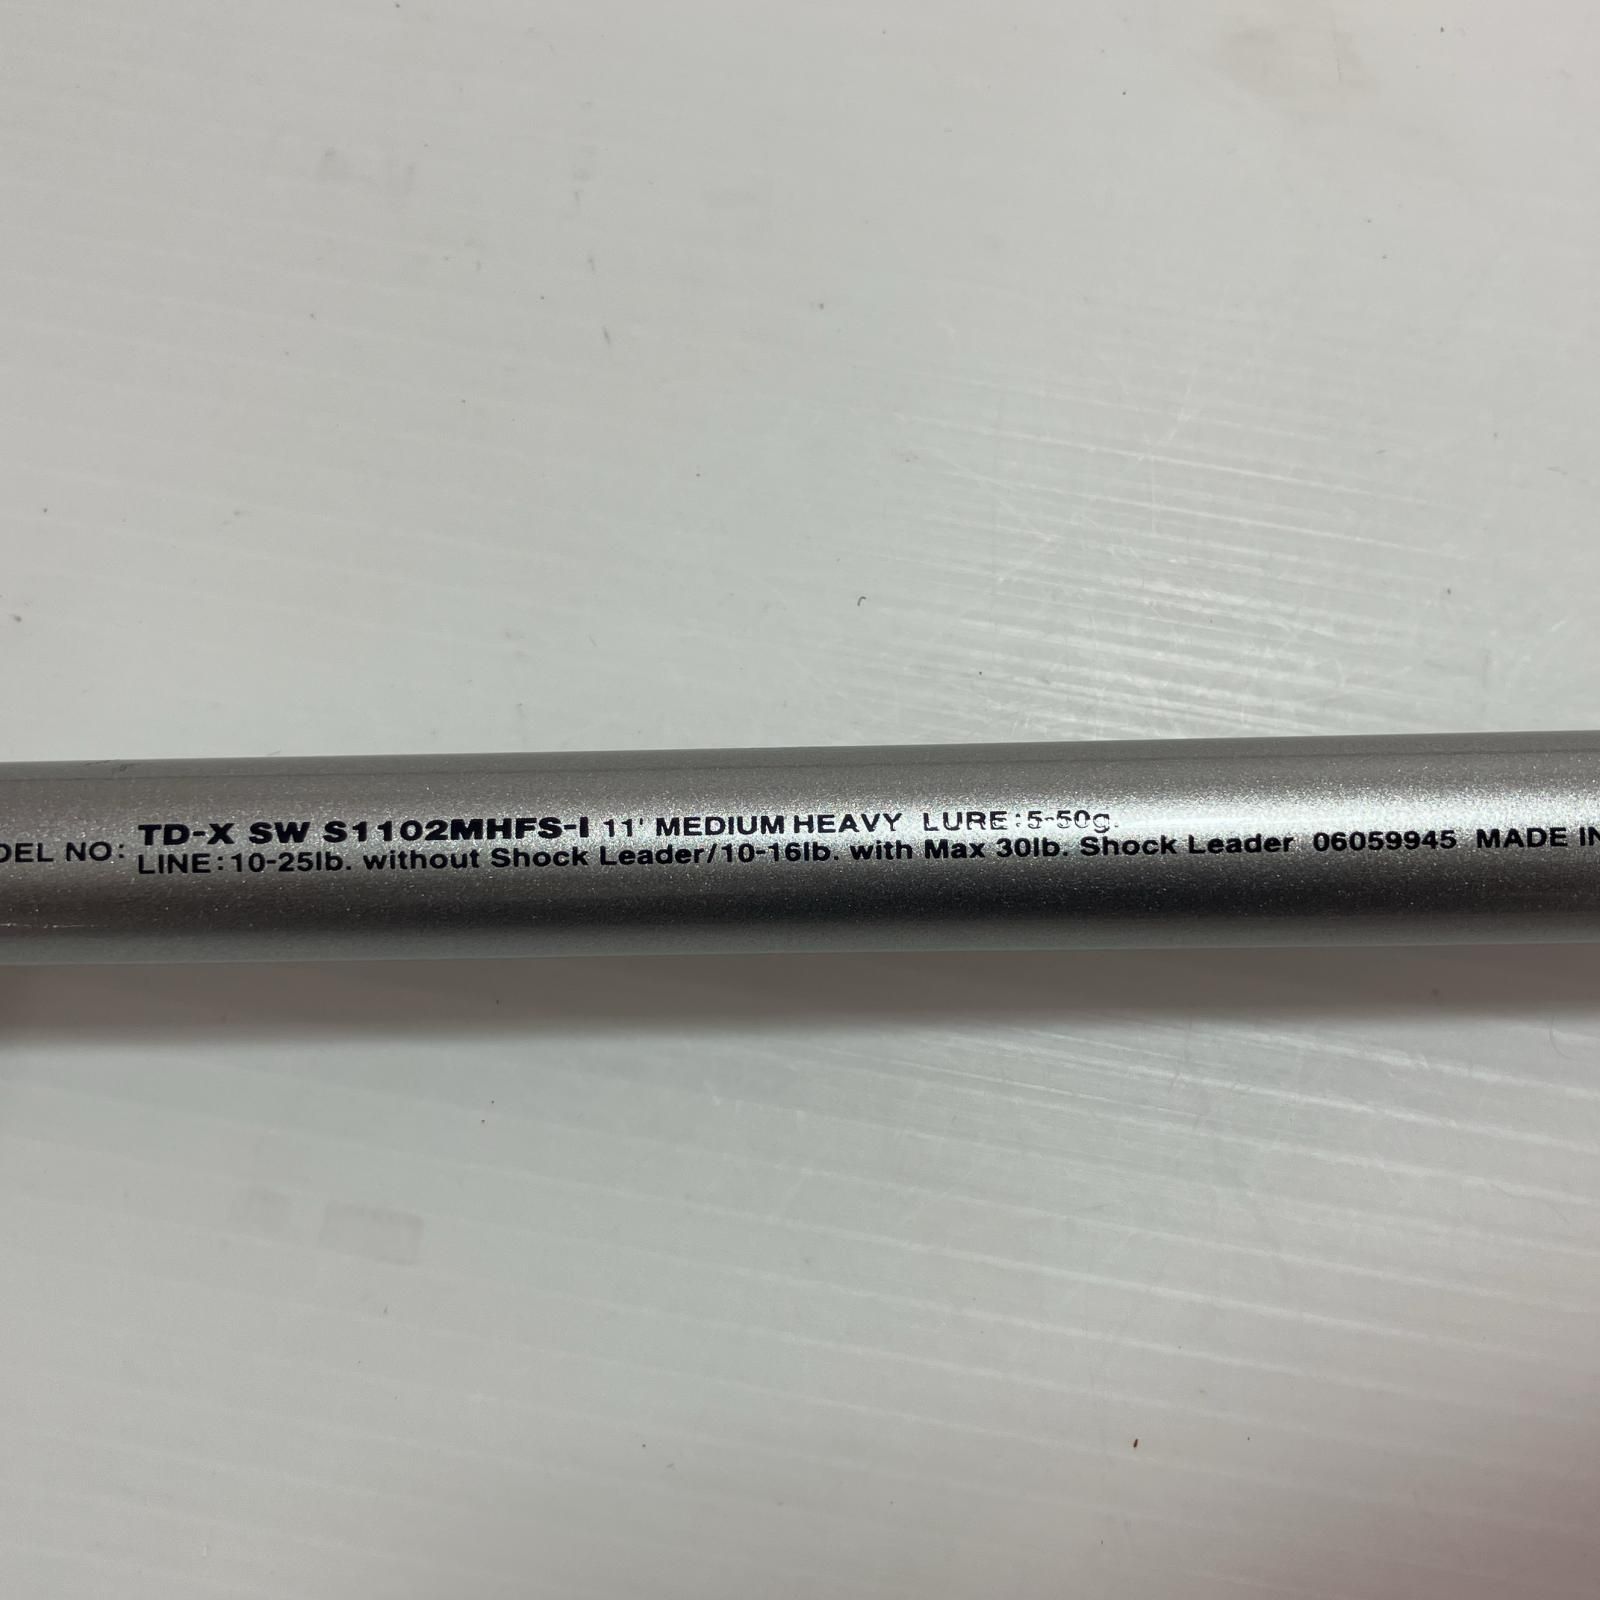 DEL NO: TD-X SW S1102MHFS-I 11' MEDIUM HEAVY LURE:5-50g.
LINE:10-25lb. without Shock Leader/10-16lb. with Max 30lb. Shock Leader 06059945 MADE IN